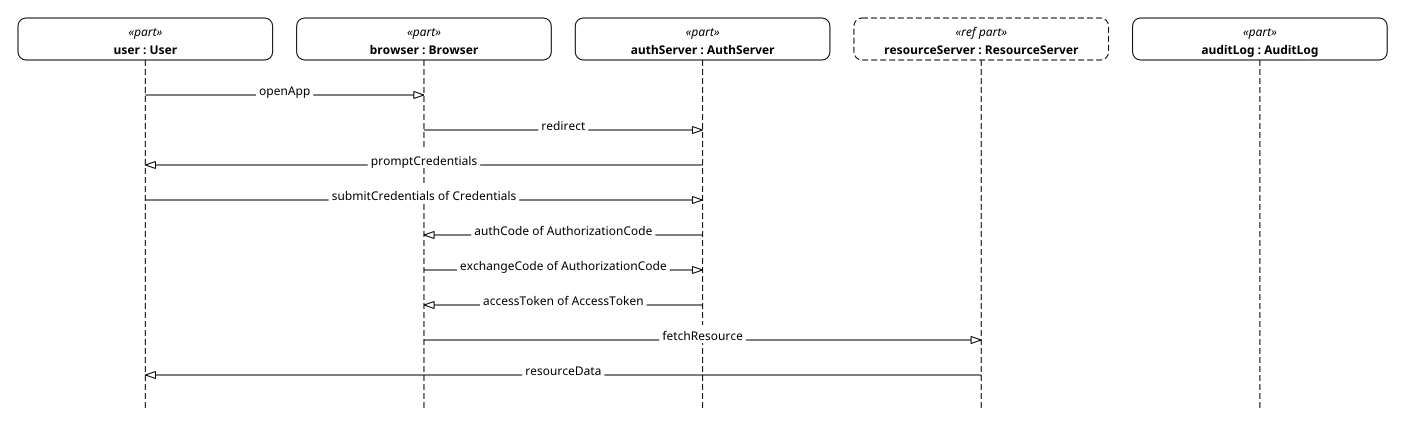 «part»
user : User
«part»
browser : Browser
«part»
authServer : AuthServer
«ref part»
resourceServer : ResourceServer
«part»
auditLog : AuditLog
openApp
redirect
promptCredentials
submitCredentials of Credentials
authCode of AuthorizationCode
exchangeCode of AuthorizationCode
accessToken of AccessToken
fetchResource
resourceData